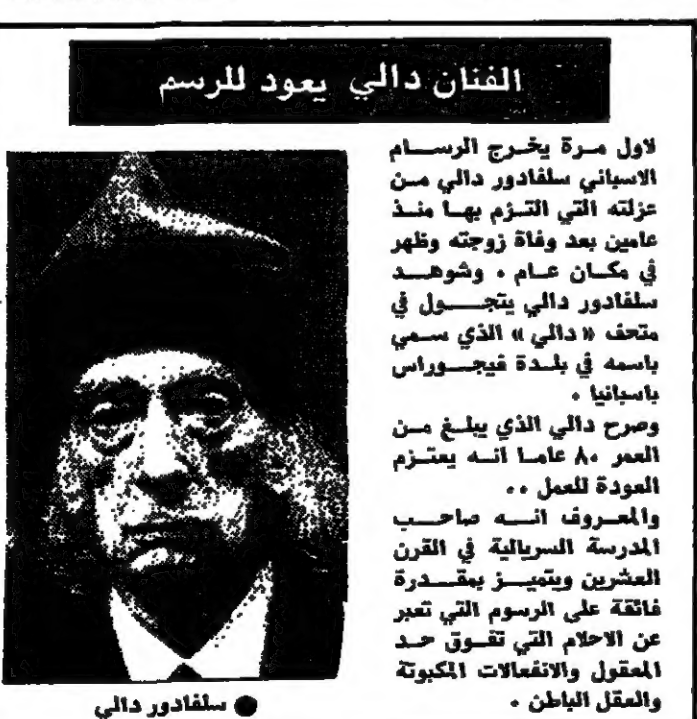 الفنان دالي يعود للرسم
لاول مرة يخرج الرسام
الاسباني سلفادور دالي من
عزلته التي التزم بها منذ
عامين بعد وفاة زوجته وظهر
في مكان عام . وشوهد
سلفادور دالي يتجول في
متحف «دالي» الذي سمي
باسمه في بلدة فيجوراس
باسبانيا .
وصرح دالي الذي يبلغ من
العمر ٨٠ عاما انه يعتزم
العودة للعمل ..
والمعروف انه صاحب
المدرسة السريالية في القرن
العشرين ويتميز بمقدرة
فائقة على الرسوم التي تعبر
عن الاحلام التي تفوق حد
المعقول والانفعالات المكبوتة
والعقل الباطن .
● سلفادور دالي